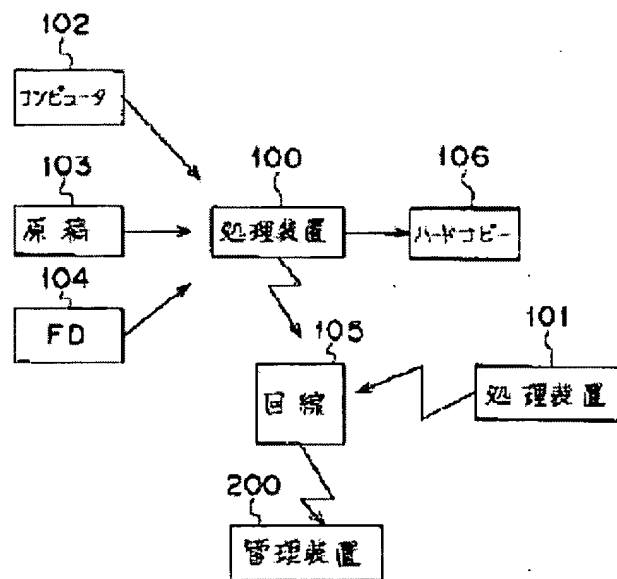 102
コンピュータ
103
原稿
104
FD
100
処理装置
106
ハードコピー
105
回線
101
処理装置
200
管理装置